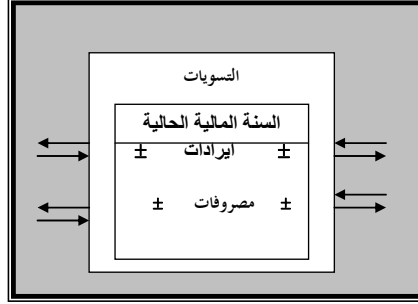 التسويات
السنة المالية الحالية
± ايرادات ±
± مصروفات ±